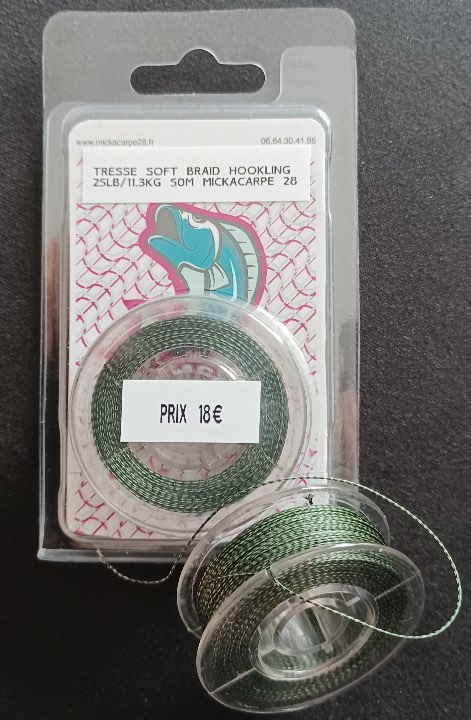 www.mickacarpe28.fr 06.64.30.41.86
TRESSE SOFT BRAID HOOKLING
25LB/11.3KG 50M MICKACARPE 28
PRIX 18€